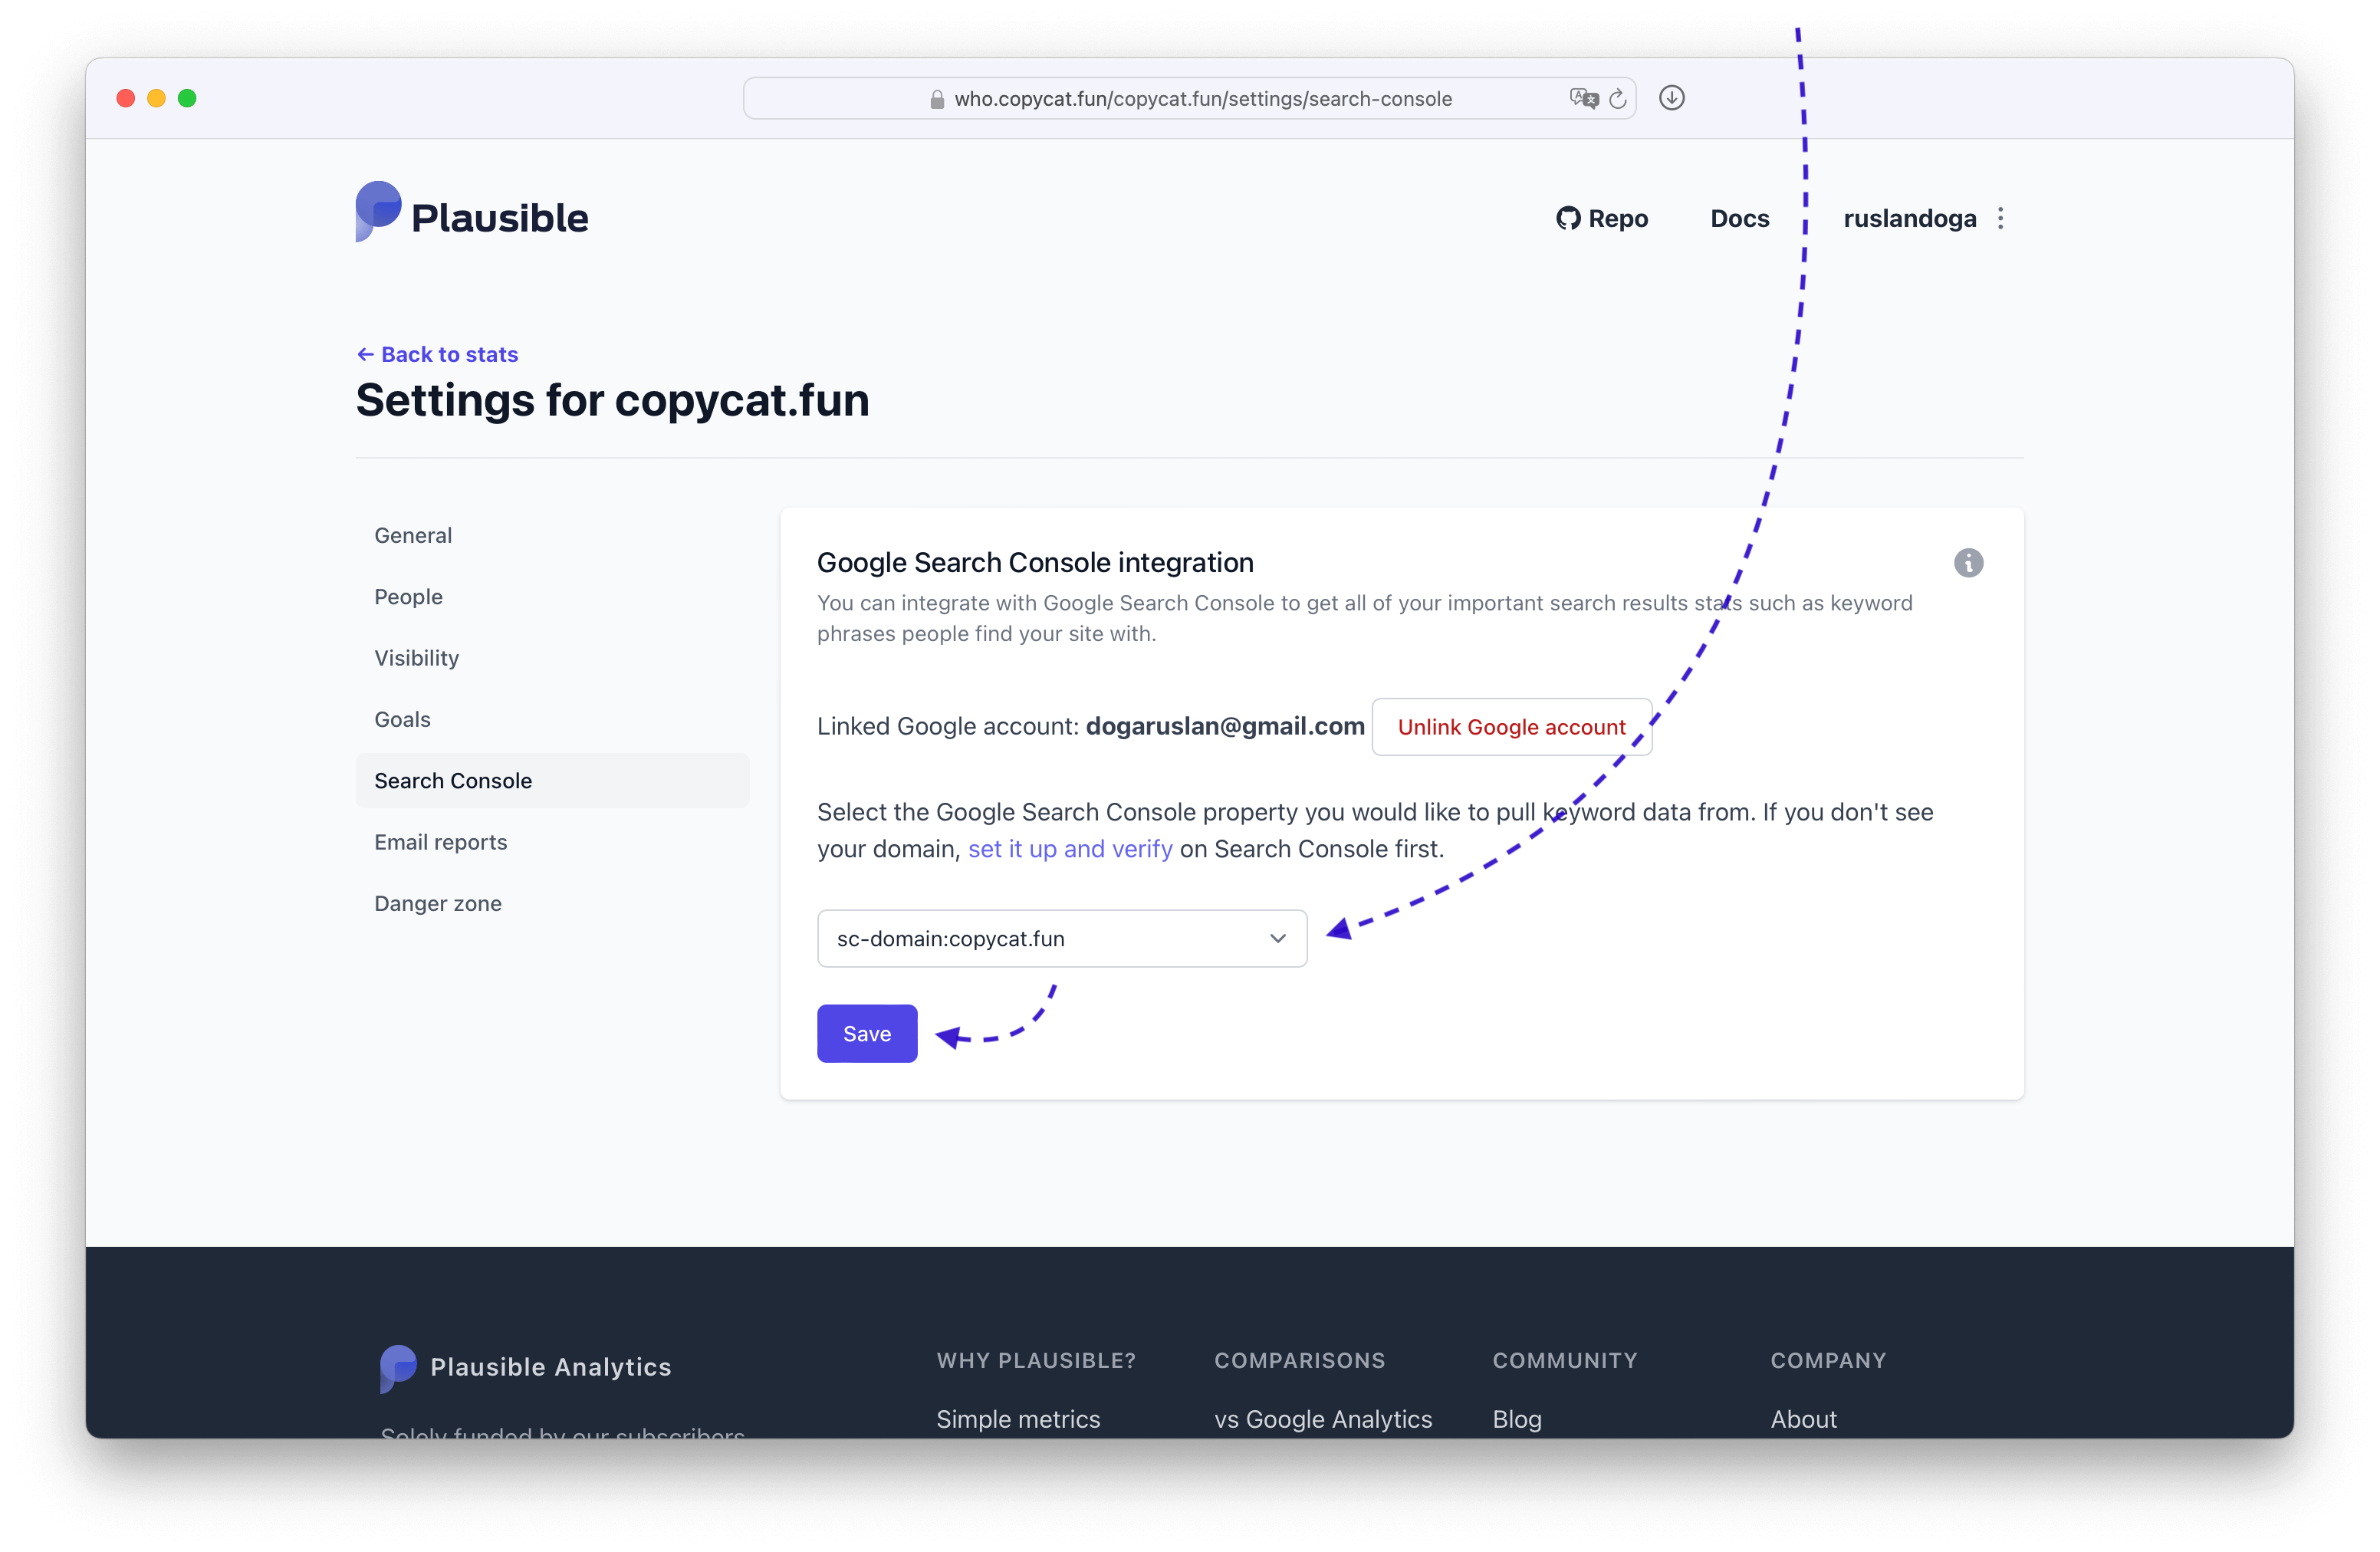 who.copycat.fun/copycat.fun/settings/search-console
Plausible
Repo
Docs
ruslandoga
← Back to stats
Settings for copycat.fun
General
People
Visibility
Goals
Search Console
Email reports
Danger zone
Google Search Console integration
You can integrate with Google Search Console to get all of your important search results stats such as keyword
phrases people find your site with.
Linked Google account: dogaruslan@gmail.com
Unlink Google account
Select the Google Search Console property you would like to pull keyword data from. If you don't see
your domain, set it up and verify on Search Console first.
sc-domain:copycat.fun
Save
Plausible Analytics
Solely funded by our subscribers
WHY PLAUSIBLE?
Simple metrics
COMPARISONS
vs Google Analytics
COMMUNITY
Blog
COMPANY
About